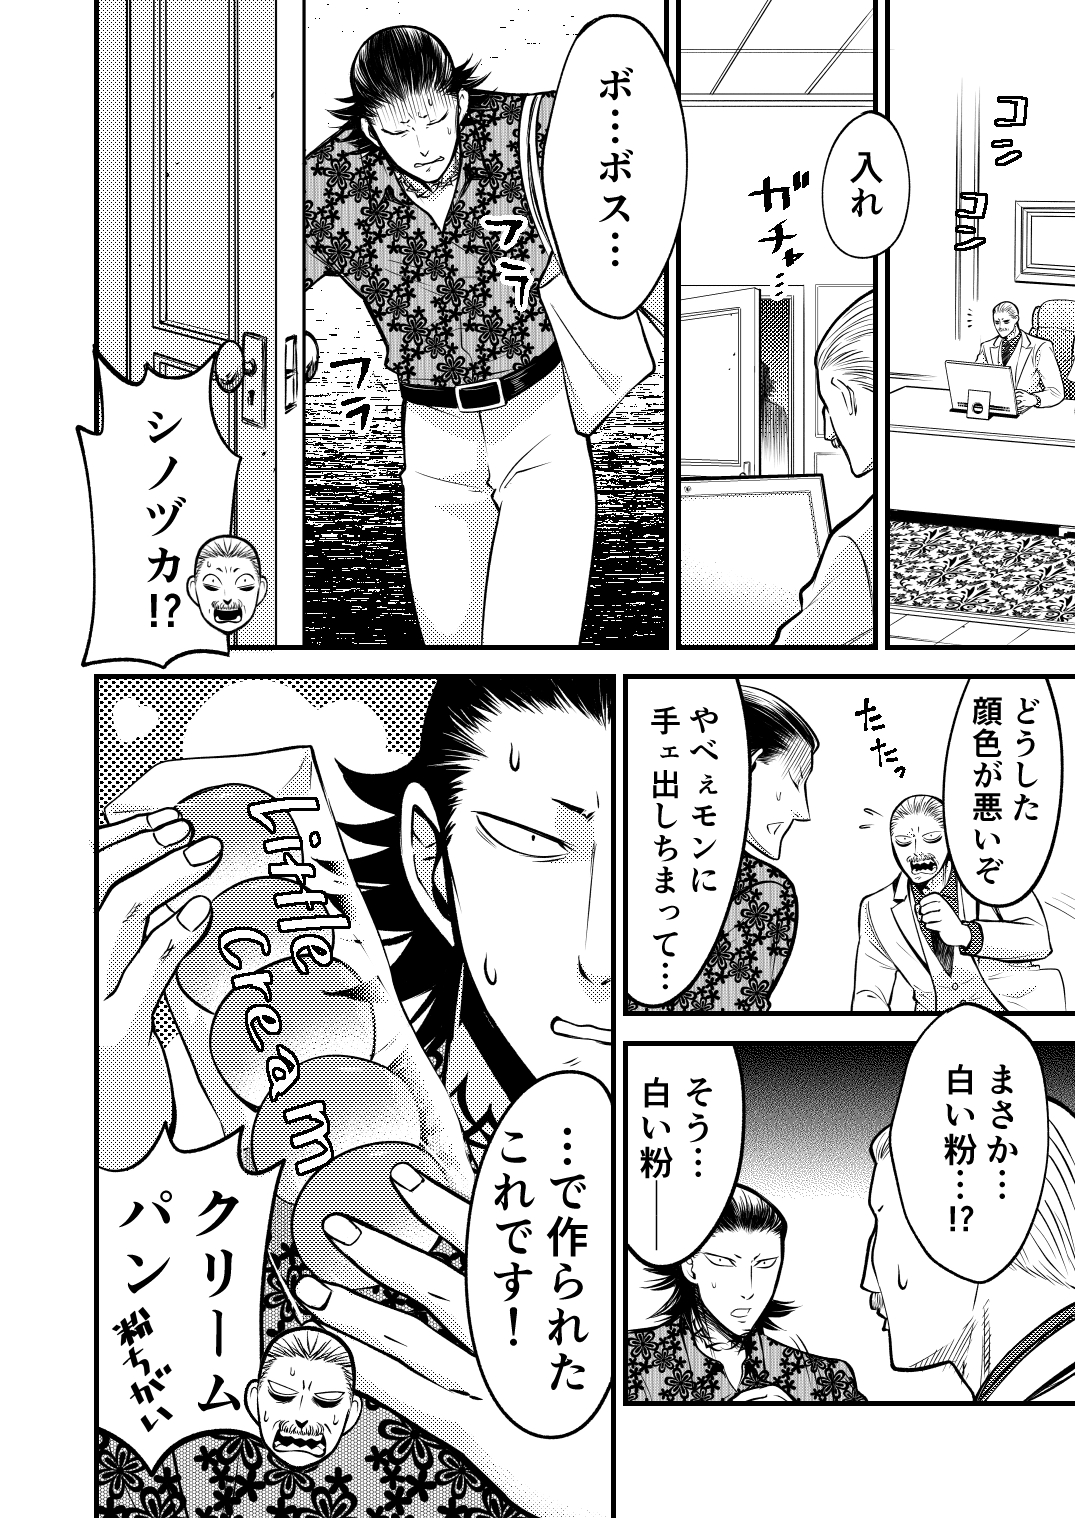 コン
コン
入れ
ガチャ…
ボ…ボス…
フラ
フラ
シノヅカ!?
どうした
顔色が悪いぞ
たたっ
やべぇモンに
手ェ出しちまって…
まさか…
白い粉…!?
そう…
白い粉──
…で作られた
これです!
Little
cream
クリーム
パン
粉ちがい